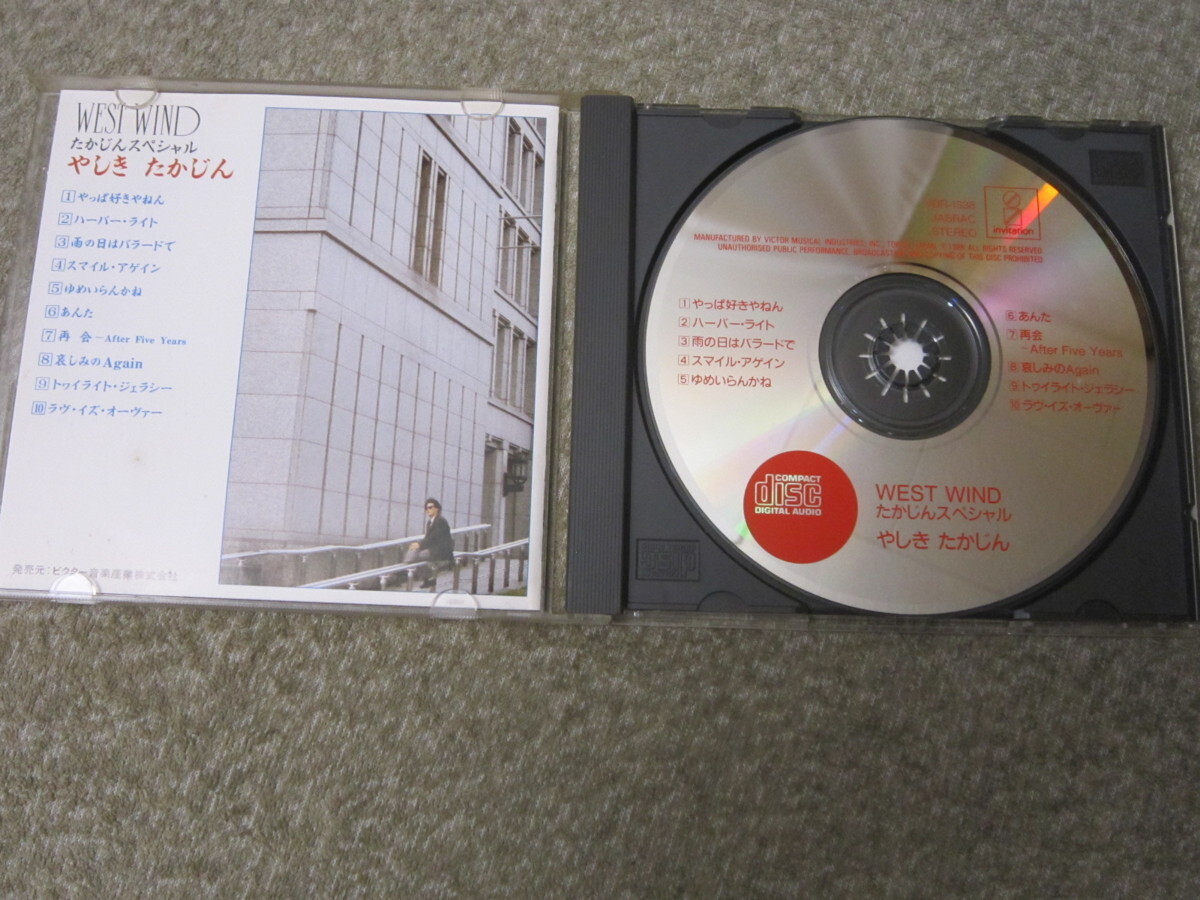 WEST WIND
たかじんスペシャル
やしき たかじん
1 やっぱ好きやねん
2 ハーバー・ライト
3 雨の日はバラードで
4 スマイル・アゲイン
5 ゆめいらんかね
6 あんた
7 再 会 –After Five Years
8 哀しみのAgain
9 トゥイライト・ジェラシー
10 ラヴ・イズ・オーヴァー
発売元:ビクター音楽産業株式会社
JASRAC
STEREO
invitation
MANUFACTURED BY VICTOR MUSICAL INDUSTRIES, INC. ALL RIGHTS RESERVED
UNAUTHORISED PUBLIC PERFORMANCE, OF THIS DISC PROHIBITED
1 やっぱ好きやねん
2 ハーバー・ライト
3 雨の日はバラードで
4 スマイル・アゲイン
5 ゆめいらんかね
6 あんた
7 再会
–After Five Years
8 哀しみのAgain
9 トゥイライト・ジェラシー
10 ラヴ・イズ・オーヴァー
COMPACT
disc
DIGITAL AUDIO
WEST WIND
たかじんスペシャル
やしき たかじん